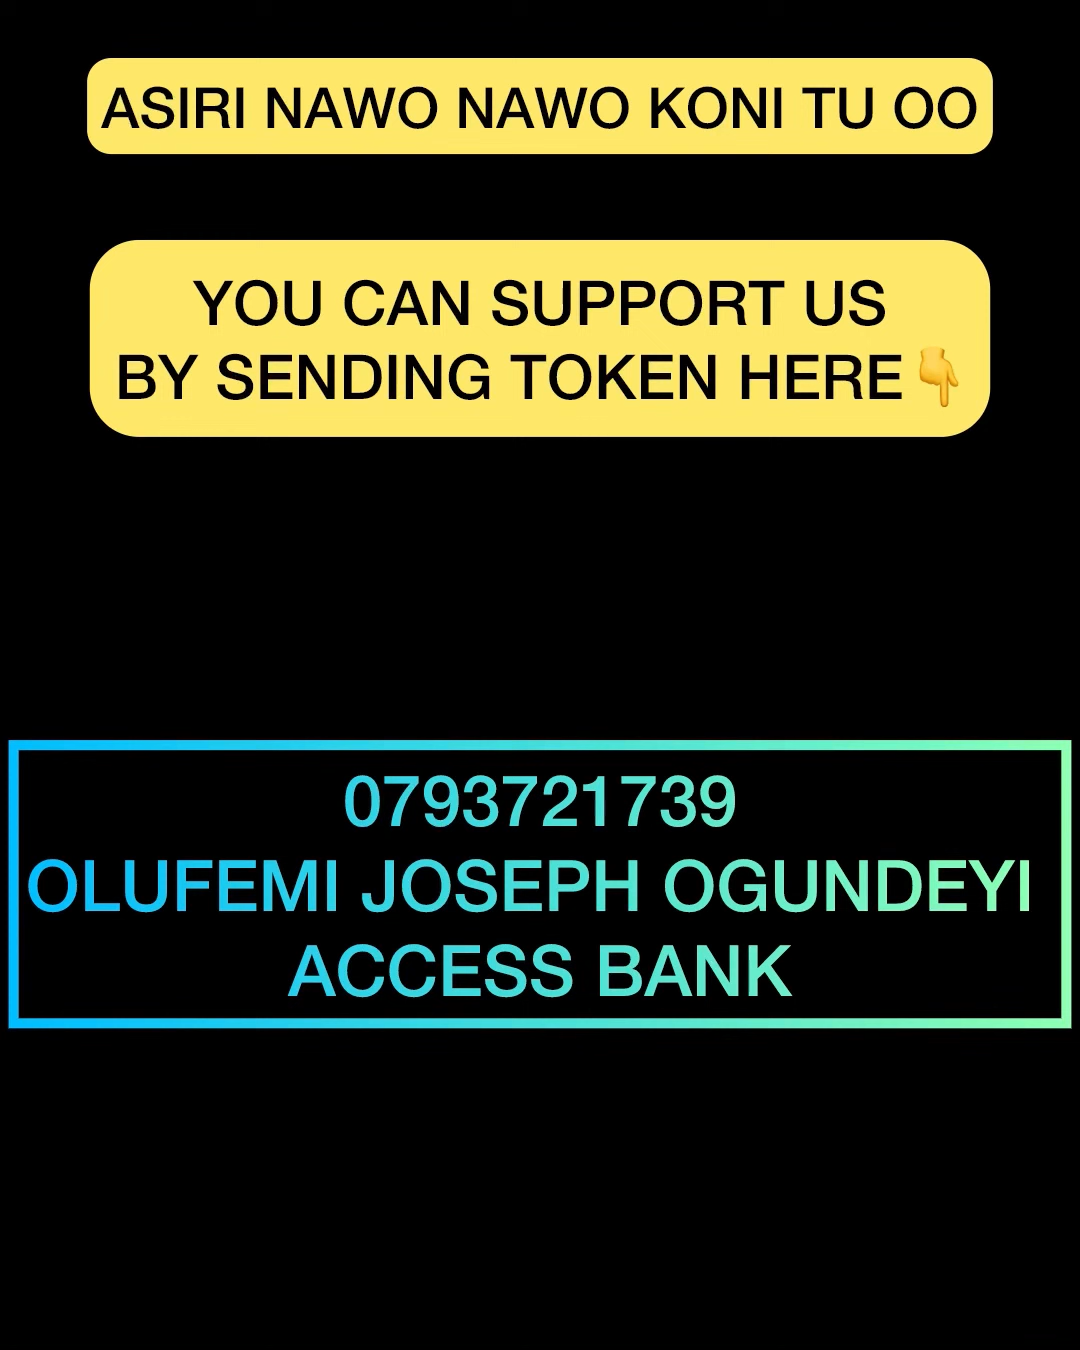 ASIRI NAWO NAWO KONI TU OO
YOU CAN SUPPORT US
BY SENDING TOKEN HERE👇
0793721739
OLUFEMI JOSEPH OGUNDEYI
ACCESS BANK